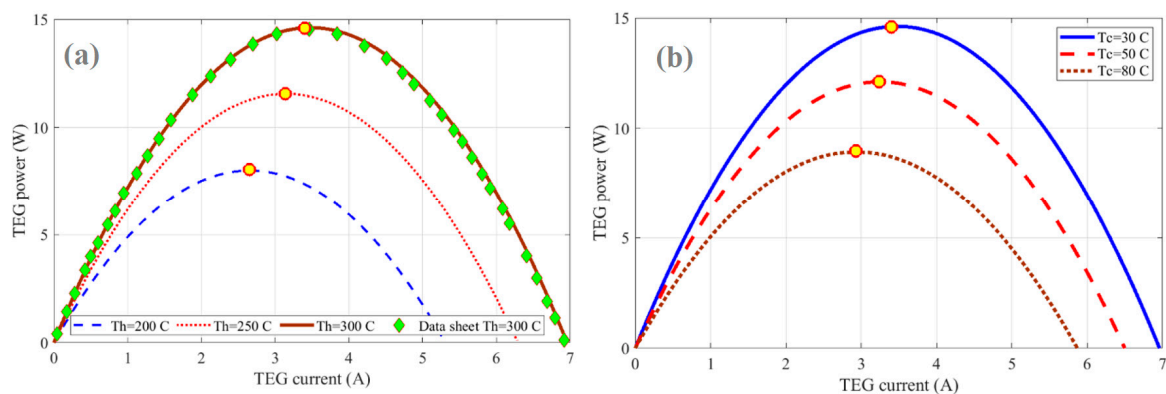 (a)
TEG power (W)
15
10
5
0
Th=200 C Th=250 C Th=300 C Data sheet Th=300 C
0 1 2 3 4 5 6 7
TEG current (A)
(b)
TEG power (W)
15
10
5
0
Tc=30 C
Tc=50 C
Tc=80 C
0 1 2 3 4 5 6 7
TEG current (A)